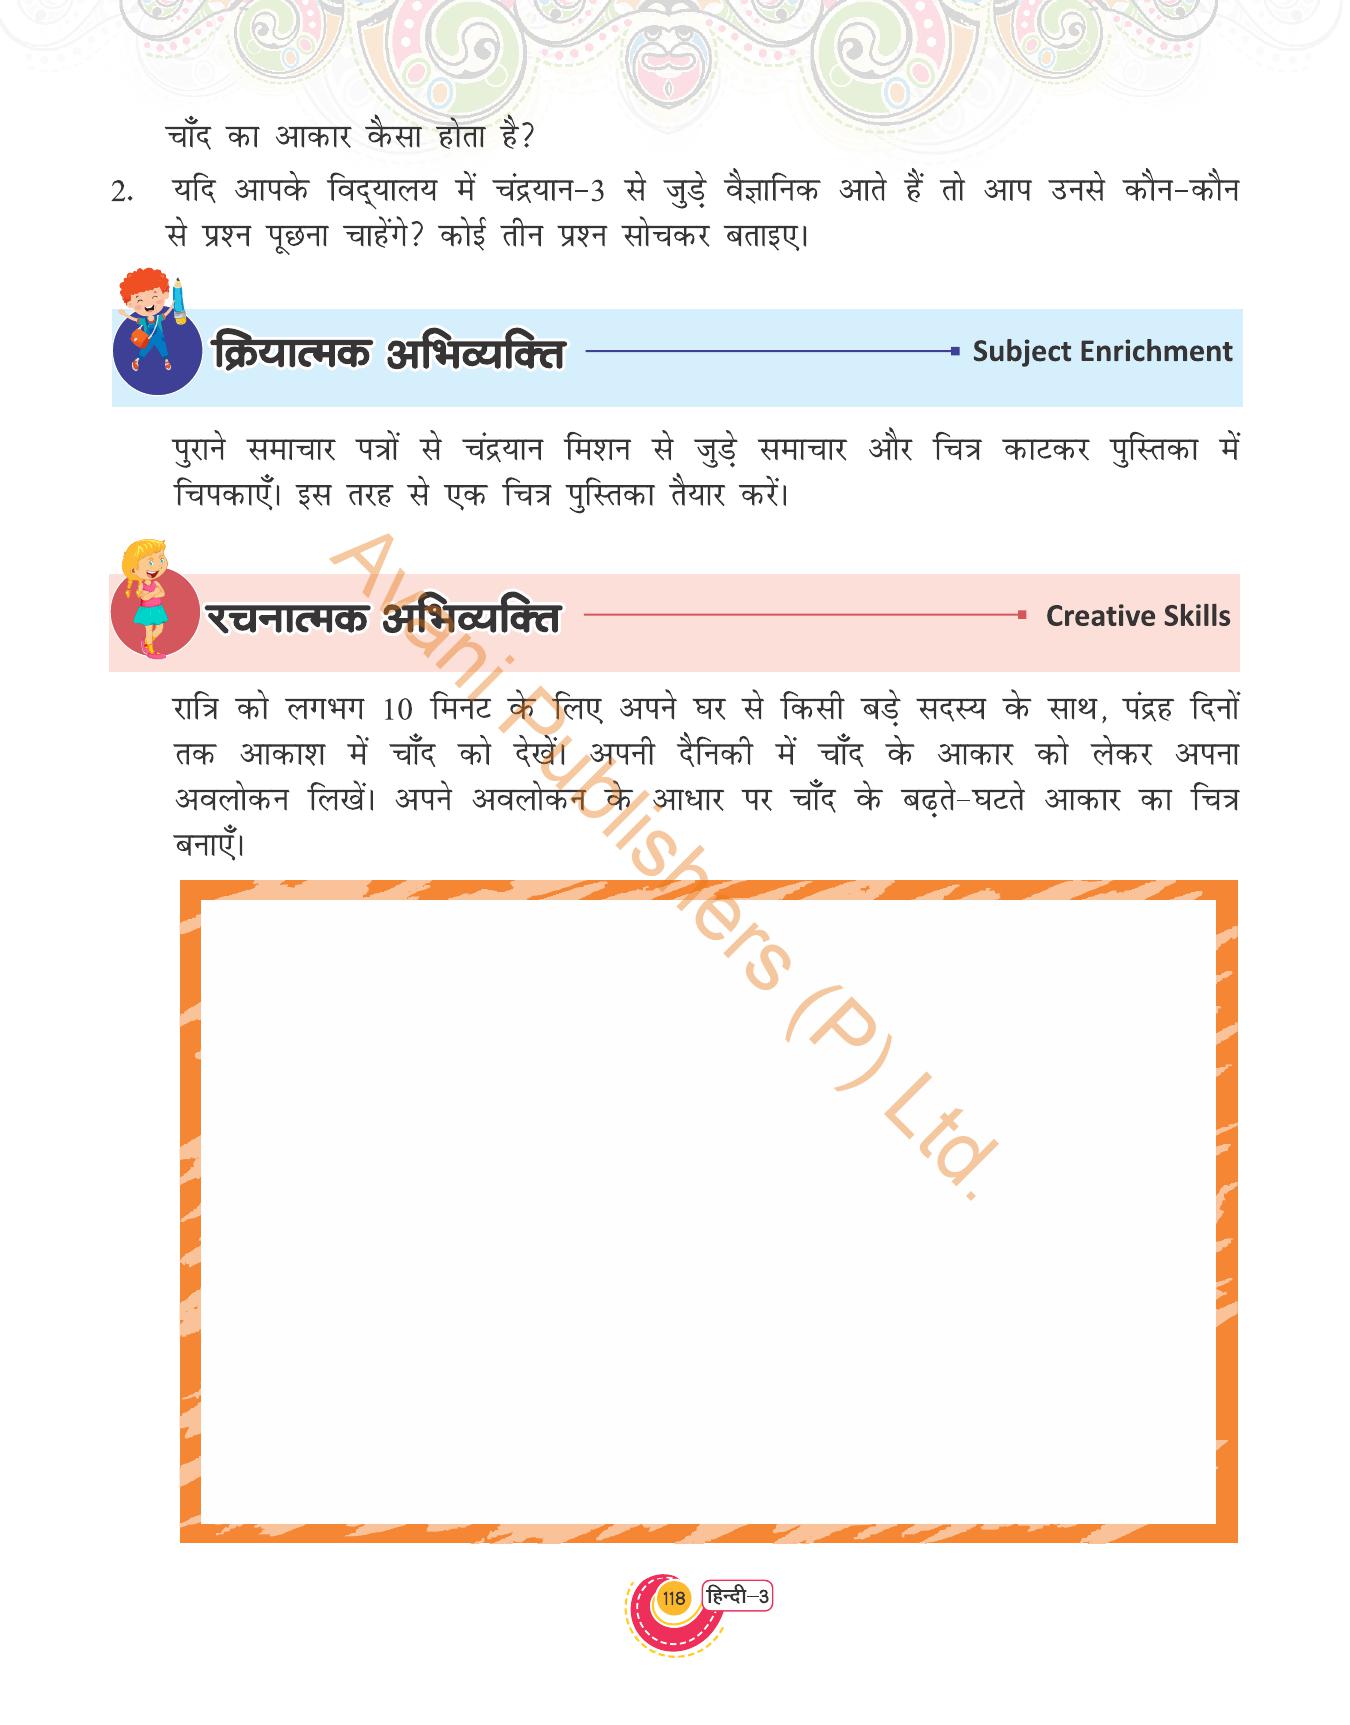 चाँद का आकार कैसा होता है?
2. यदि आपके विद्‌यालय में चंद्रयान-3 से जुड़े वैज्ञानिक आते हैं तो आप उनसे कौन-कौन
से प्रश्न पूछना चाहेंगे? कोई तीन प्रश्न सोचकर बताइए।
क्रियात्मक अभिव्यक्ति Subject Enrichment
पुराने समाचार पत्रों से चंद्रयान मिशन से जुड़े समाचार और चित्र काटकर पुस्तिका में
चिपकाएँ। इस तरह से एक चित्र पुस्तिका तैयार करें।
रचनात्मक अभिव्यक्ति Creative Skills
रात्रि को लगभग 10 मिनट के लिए अपने घर से किसी बड़े सदस्य के साथ, पंद्रह दिनों
तक आकाश में चाँद को देखें। अपनी दैनिकी में चाँद के आकार को लेकर अपना
अवलोकन लिखें। अपने अवलोकन के आधार पर चाँद के बढ़ते-घटते आकार का चित्र
बनाएँ।
Avani Publishers (P) Ltd.
118 हिन्दी-3